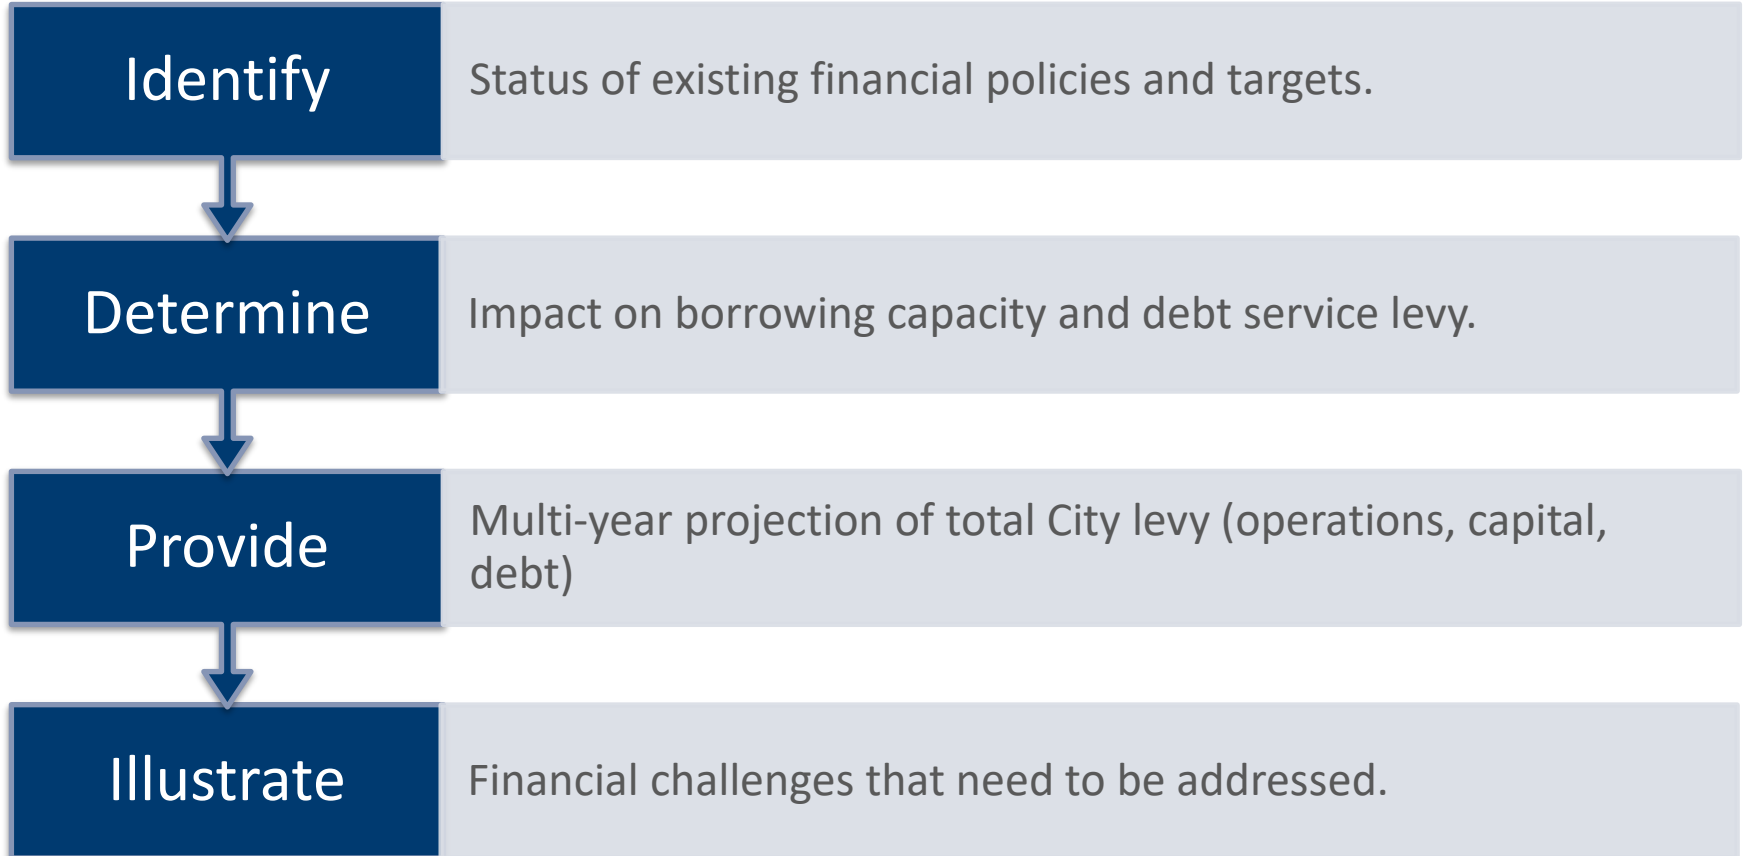 Identify
Status of existing financial policies and targets.
Determine
Impact on borrowing capacity and debt service levy.
Provide
Multi-year projection of total City levy (operations, capital,
debt)
Illustrate
Financial challenges that need to be addressed.